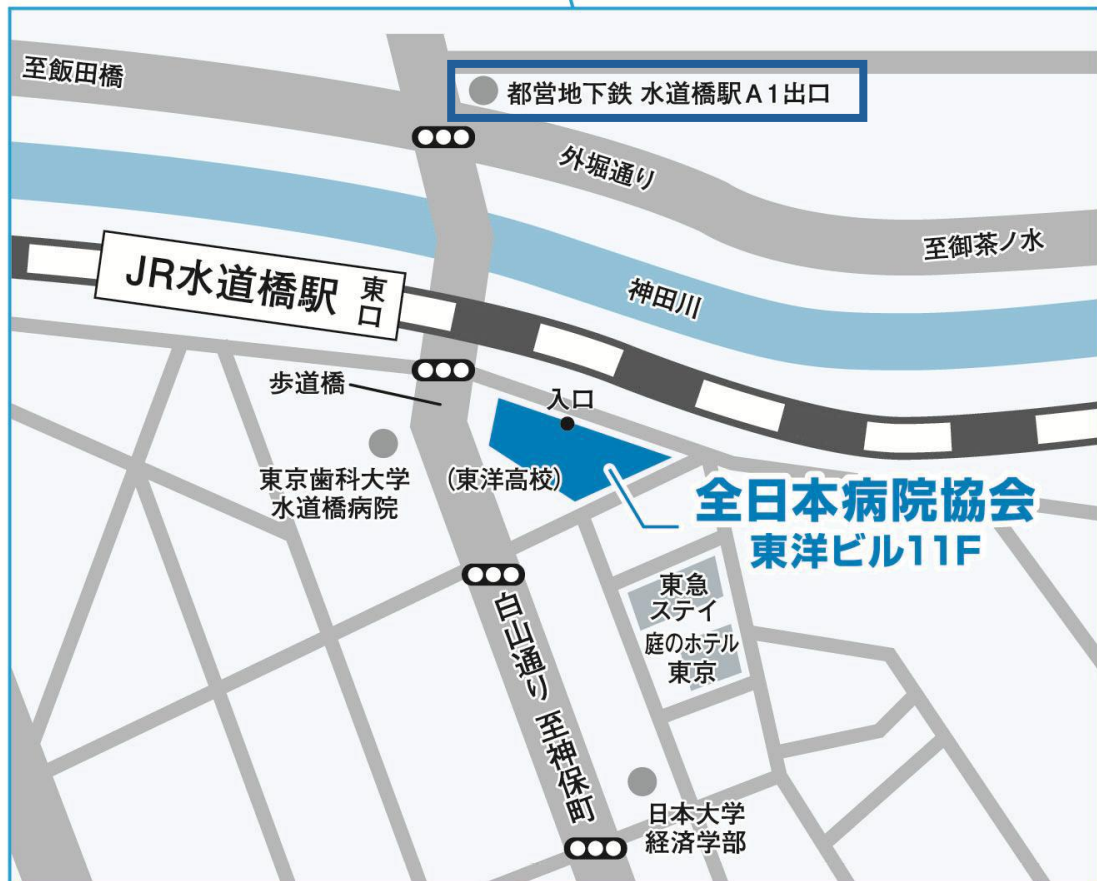 至飯田橋
都営地下鉄 水道橋駅A1出口
外堀通り
至御茶ノ水
JR水道橋駅 東口
神田川
歩道橋
入口
東京歯科大学
水道橋病院
(東洋高校)
全日本病院協会
東洋ビル11F
東急
ステイ
庭のホテル
東京
白山通り 至神保町
日本大学
経済学部